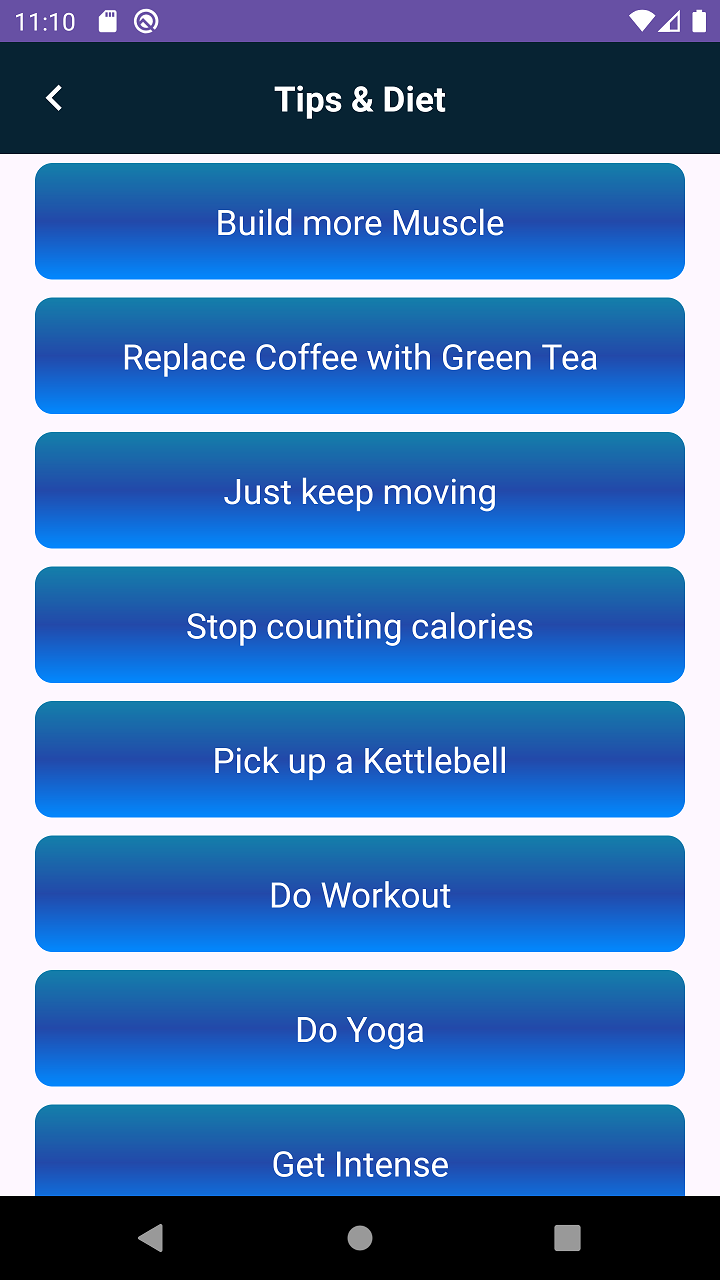 11:10
Tips & Diet
Build more Muscle
Replace Coffee with Green Tea
Just keep moving
Stop counting calories
Pick up a Kettlebell
Do Workout
Do Yoga
Get Intense